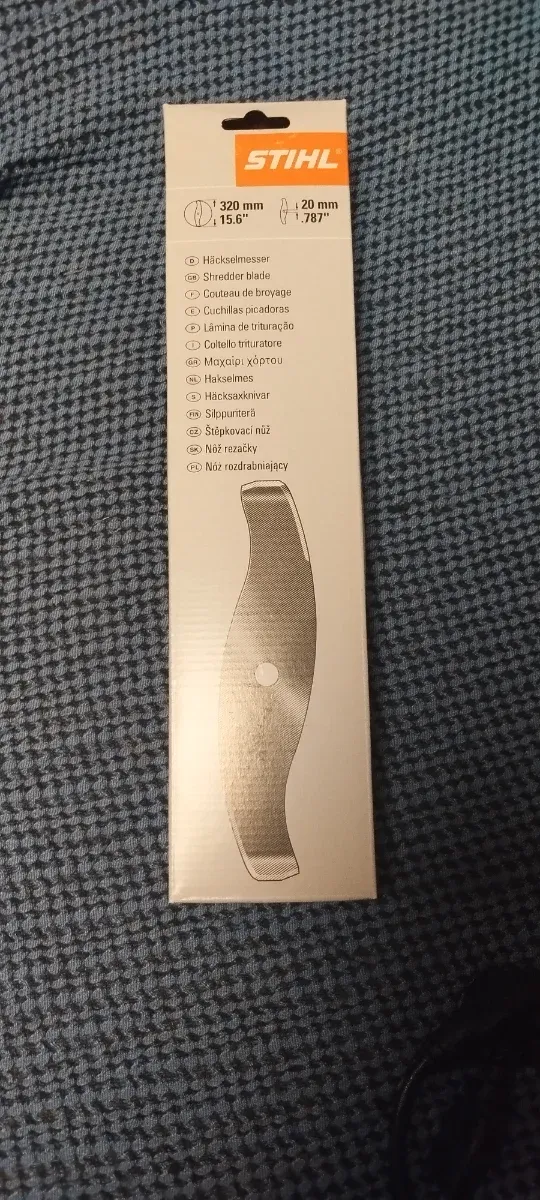 STIHL
320 mm
15.6"
20 mm
.787"
D Häckselmesser
GB Shredder blade
F Couteau de broyage
E Cuchillas picadoras
P Lâmina de trituração
I Coltello trituratore
GR Μαχαίρι χόρτου
NL Hakselmes
S Häcksaxknivar
FIN Silppuriterä
CZ Štěpkovací nůž
SK Nôž rezačky
PL Nóż rozdrabniający